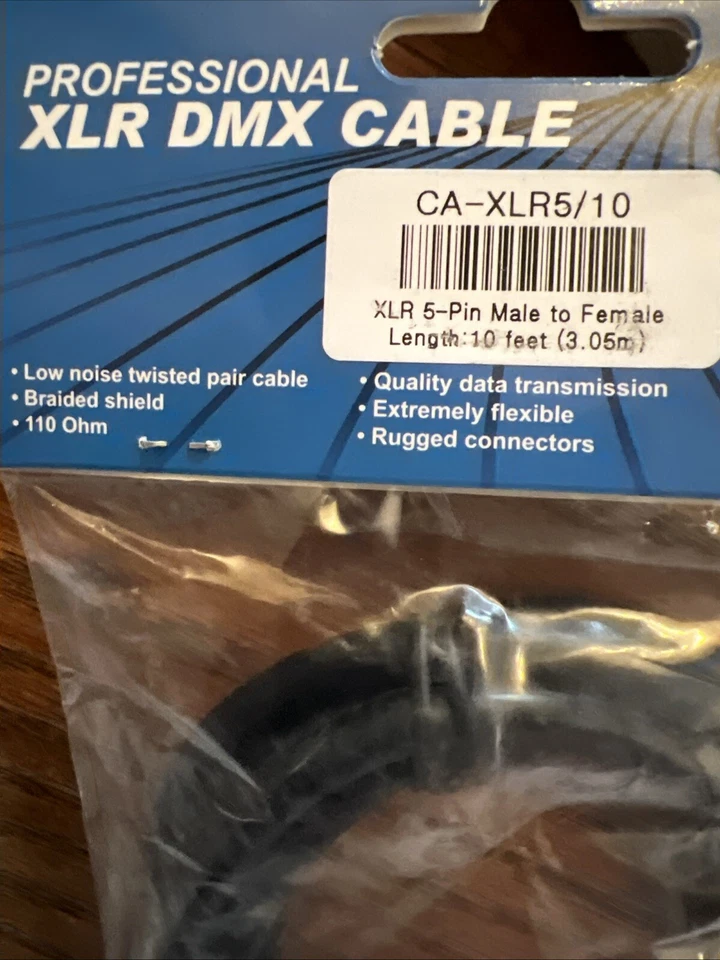 PROFESSIONAL
XLR DMX CABLE
CA-XLR5/10
XLR 5-Pin Male to Female
Length:10 feet (3.05m)
• Low noise twisted pair cable
• Braided shield
• 110 Ohm
• Quality data transmission
• Extremely flexible
• Rugged connectors